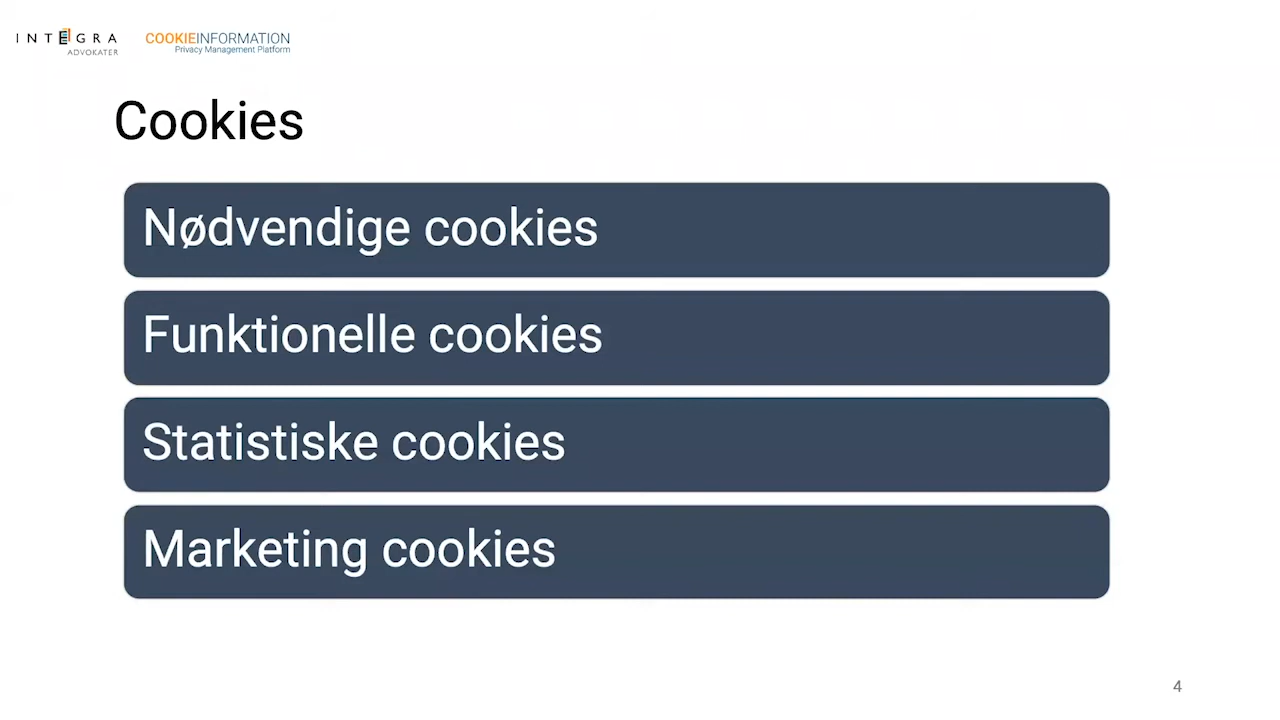 INTEGRA
ADVOKATER
COOKIEINFORMATION
Privacy Management Platform
Cookies
Nødvendige cookies
Funktionelle cookies
Statistiske cookies
Marketing cookies
4